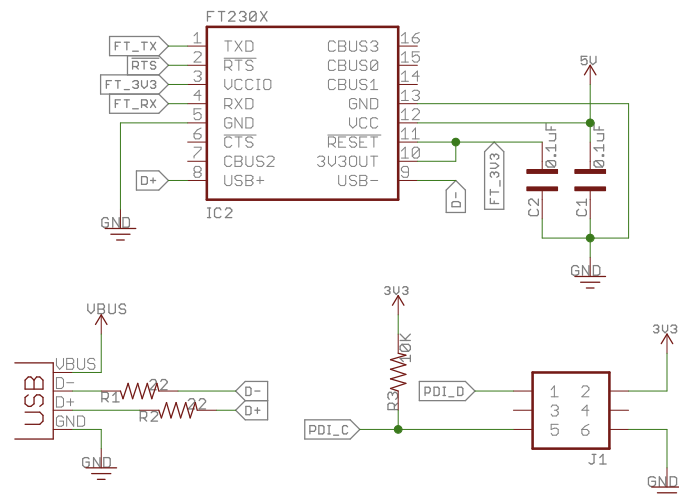 FT230X
FT_TX 1 TXD CBUS3 16
RTS 2 RTS CBUS0 15
FT_3V3 3 VCCIO CBUS1 14
FT_RX 4 RXD GND 13
5 GND VCC 12
6 CTS RESET 11
7 CBUS2 3V3OUT 10
D+ 8 USB+ USB- 9
IC2
GND
D-
FT_3V3
5V
0.1uF
0.1uF
C2
C1
GND
VBUS
USB
VBUS
D- R1 22 D-
D+ R2 22 D+
GND
GND
3V3
10K
R3
PDI_C
PDI_D
3V3
1 2
3 4
5 6
J1
GND